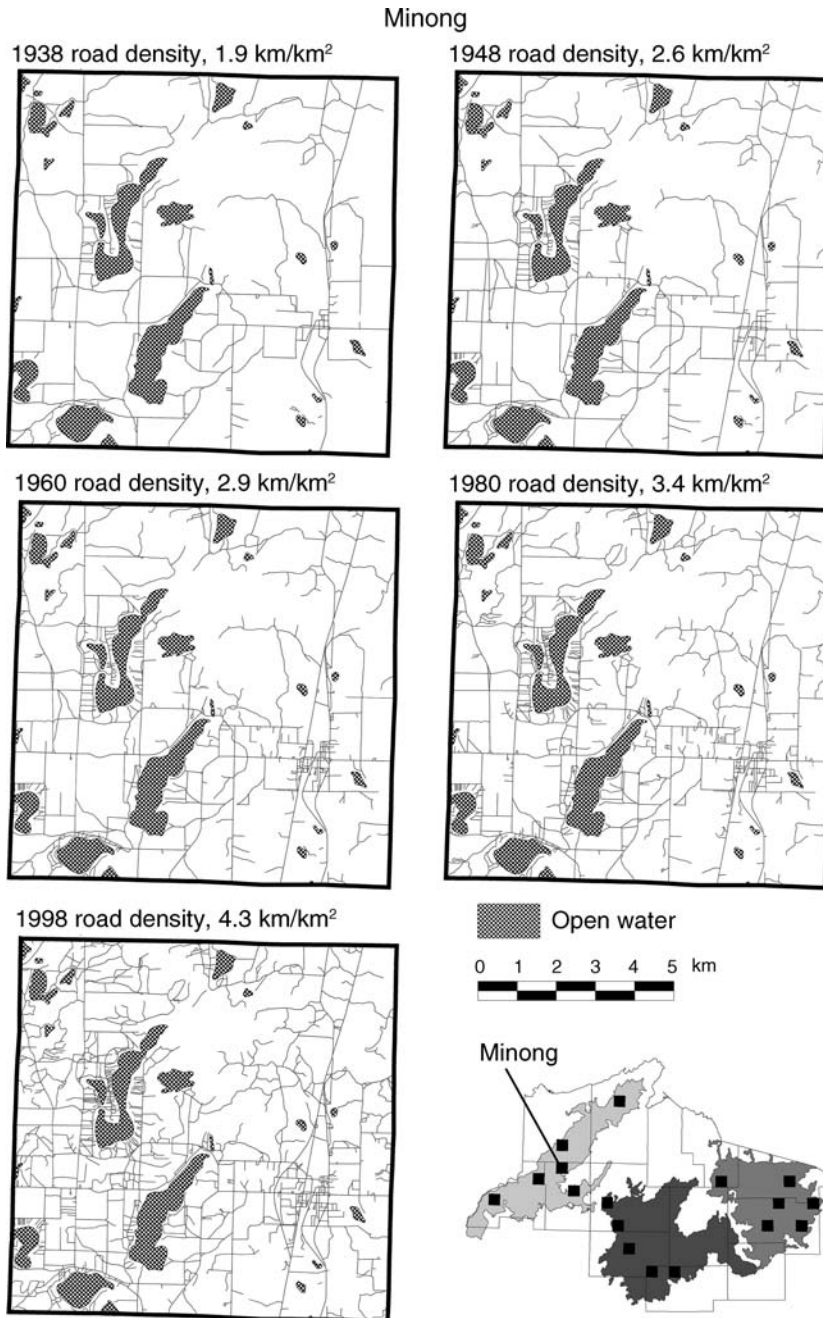 Minong
1938 road density, 1.9 km/km²
1948 road density, 2.6 km/km²
1960 road density, 2.9 km/km²
1980 road density, 3.4 km/km²
1998 road density, 4.3 km/km²
Open water
0 1 2 3 4 5 km
Minong